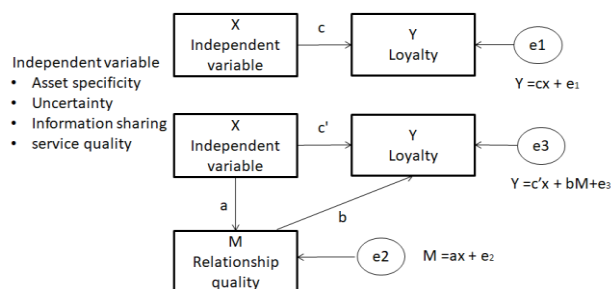 Independent variable
• Asset specificity
• Uncertainty
• Information sharing
• service quality
X
Independent
variable
c
Y
Loyalty
e1
Y =cx + e₁
X
Independent
variable
c'
Y
Loyalty
e3
Y =c'x + bM+e₃
a
b
M
Relationship
quality
e2
M =ax + e₂